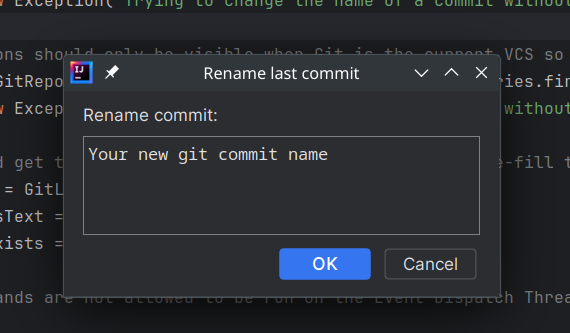 w Exception("Trying to change the name of a commit without
ons should only be visible when Git is the current VCS so
IJ
Rename last commit
GitRepo
ries.fin
Rename commit:
w Excep
without
Your new git commit name
d get t
e-fill t
= GitL
sText =
xists =
OK
Cancel
ands are not allowed to be run on the Event Dispatch Threa